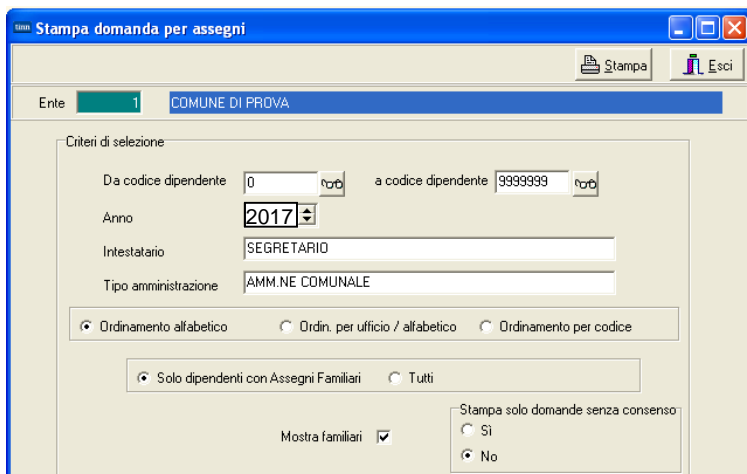 tinn Stampa domanda per assegni
Stampa Esci
Ente 1 COMUNE DI PROVA
Criteri di selezione
Da codice dipendente 0 a codice dipendente 9999999
Anno 2017
Intestatario SEGRETARIO
Tipo amministrazione AMM.NE COMUNALE
Ordinamento alfabetico Ordin. per ufficio / alfabetico Ordinamento per codice
Solo dipendenti con Assegni Familiari Tutti
Stampa solo domande senza consenso
Sì
Mostra familiari
No